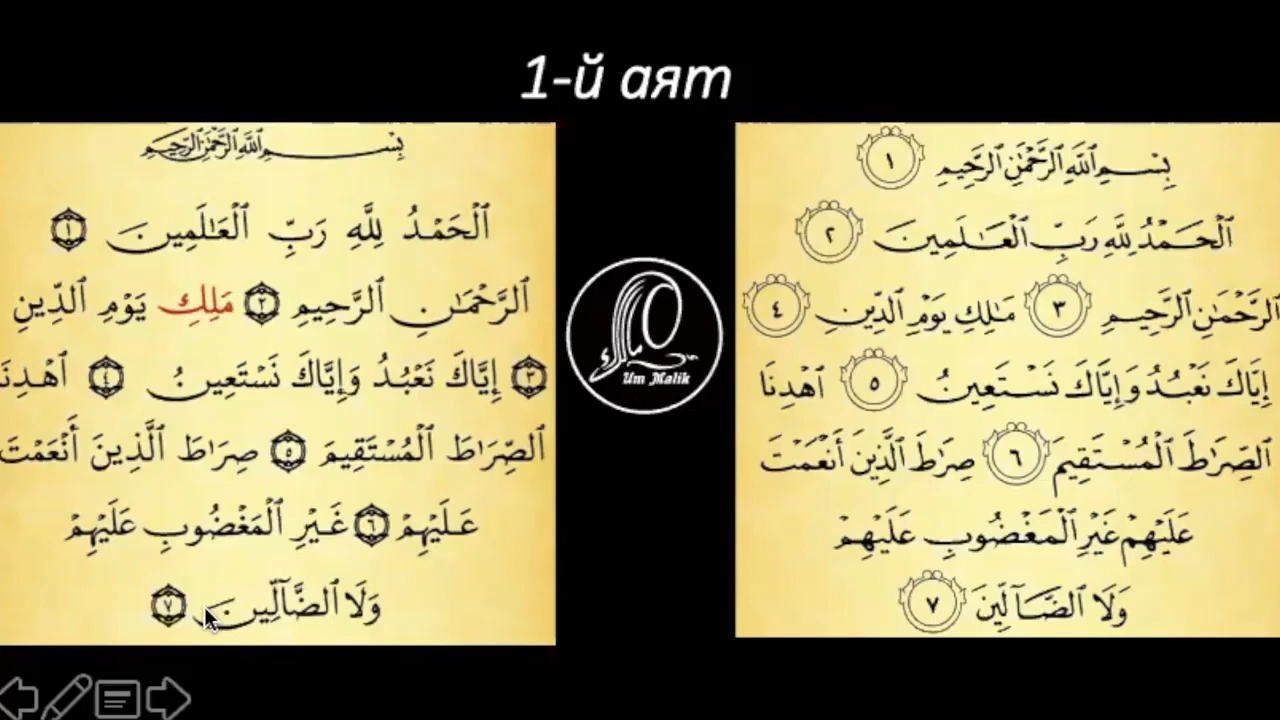 1-й аят
بِسْمِ ٱللَّهِ ٱلرَّحْمَٰنِ ٱلرَّحِيمِ
ٱلْحَمْدُ لِلَّهِ رَبِّ ٱلْعَٰلَمِينَ ١
ٱلرَّحْمَٰنِ ٱلرَّحِيمِ ٢ مَلِكِ يَوْمِ ٱلدِّينِ
٣ إِيَّاكَ نَعْبُدُ وَإِيَّاكَ نَسْتَعِينُ ٤ ٱهْدِنَا
ٱلصِّرَٰطَ ٱلْمُسْتَقِيمَ ٥ صِرَٰطَ ٱلَّذِينَ أَنْعَمْتَ
عَلَيْهِمْ ٦ غَيْرِ ٱلْمَغْضُوبِ عَلَيْهِمْ
وَلَا ٱلضَّآلِّينَ ٧
Um Malik
بِسْمِ ٱللَّهِ ٱلرَّحْمَٰنِ ٱلرَّحِيمِ ١
ٱلْحَمْدُ لِلَّهِ رَبِّ ٱلْعَٰلَمِينَ ٢
ٱلرَّحْمَٰنِ ٱلرَّحِيمِ ٣ مَٰلِكِ يَوْمِ ٱلدِّينِ ٤
إِيَّاكَ نَعْبُدُ وَإِيَّاكَ نَسْتَعِينُ ٥ ٱهْدِنَا
ٱلصِّرَٰطَ ٱلْمُسْتَقِيمَ ٦ صِرَٰطَ ٱلَّذِينَ أَنْعَمْتَ
عَلَيْهِمْ غَيْرِ ٱلْمَغْضُوبِ عَلَيْهِمْ
وَلَا ٱلضَّآلِّينَ ٧